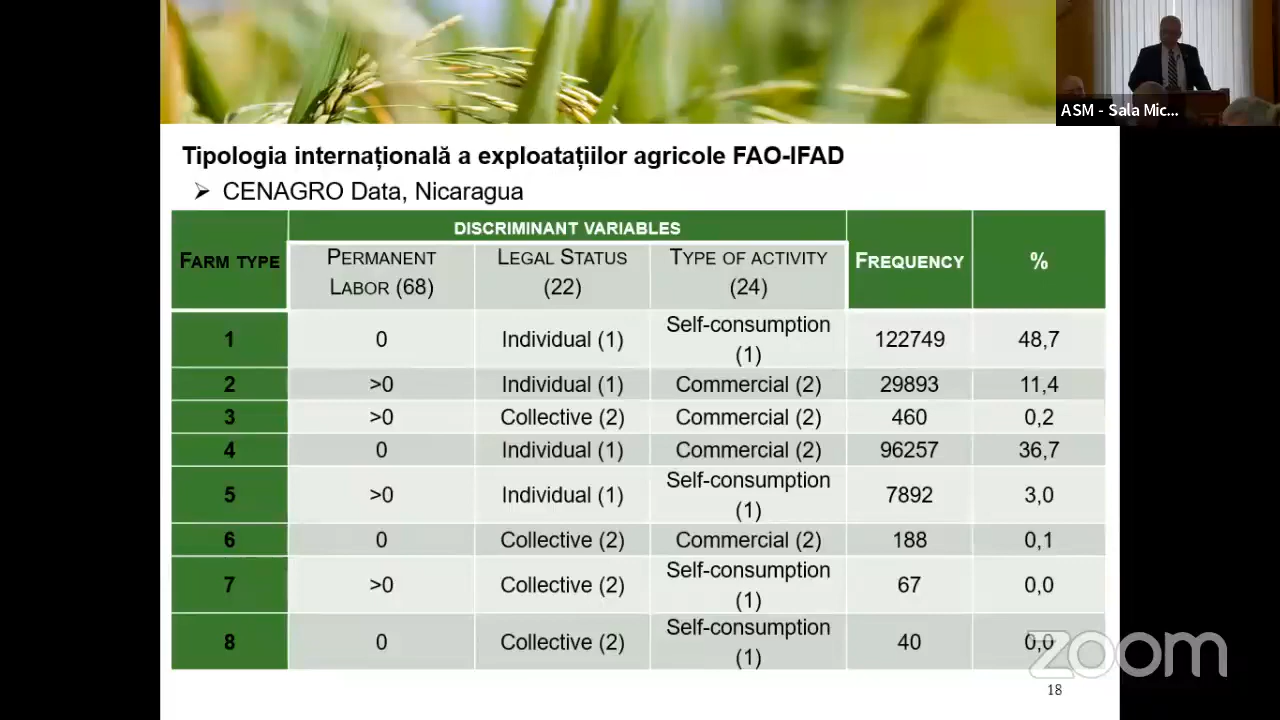 ASM - Sala Mic...
Tipologia internațională a exploatațiilor agricole FAO-IFAD
➢ CENAGRO Data, Nicaragua
FARM TYPE
DISCRIMINANT VARIABLES
FREQUENCY
%
PERMANENT
LABOR (68)
LEGAL STATUS
(22)
TYPE OF ACTIVITY
(24)
1 0 Individual (1) Self-consumption
(1) 122749 48,7
2 >0 Individual (1) Commercial (2) 29893 11,4
3 >0 Collective (2) Commercial (2) 460 0,2
4 0 Individual (1) Commercial (2) 96257 36,7
5 >0 Individual (1) Self-consumption
(1) 7892 3,0
6 0 Collective (2) Commercial (2) 188 0,1
7 >0 Collective (2) Self-consumption
(1) 67 0,0
8 0 Collective (2) Self-consumption
(1) 40 0,0
zoom
18